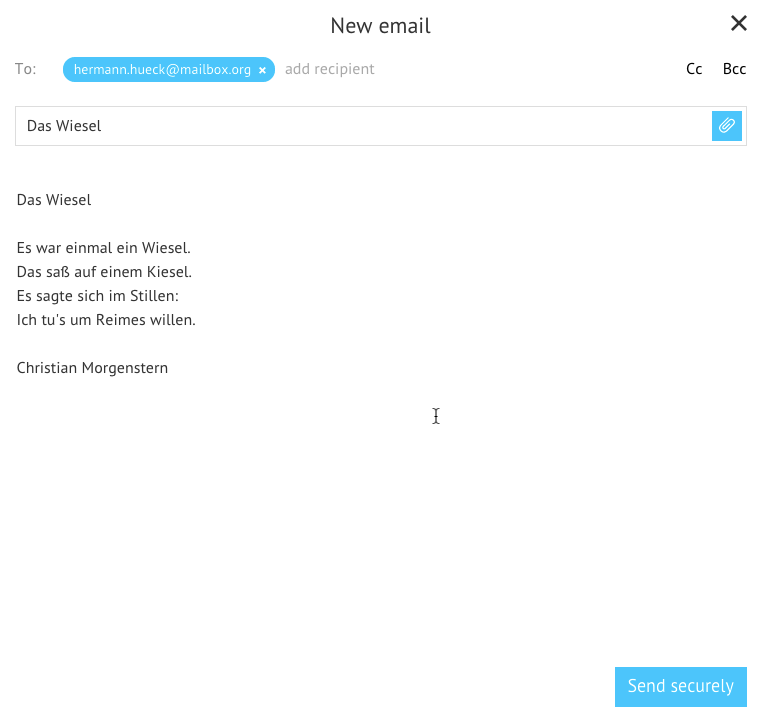 New email
To: hermann.hueck@mailbox.org × add recipient Cc Bcc
Das Wiesel
Das Wiesel
Es war einmal ein Wiesel.
Das saß auf einem Kiesel.
Es sagte sich im Stillen:
Ich tu's um Reimes willen.
Christian Morgenstern
Send securely